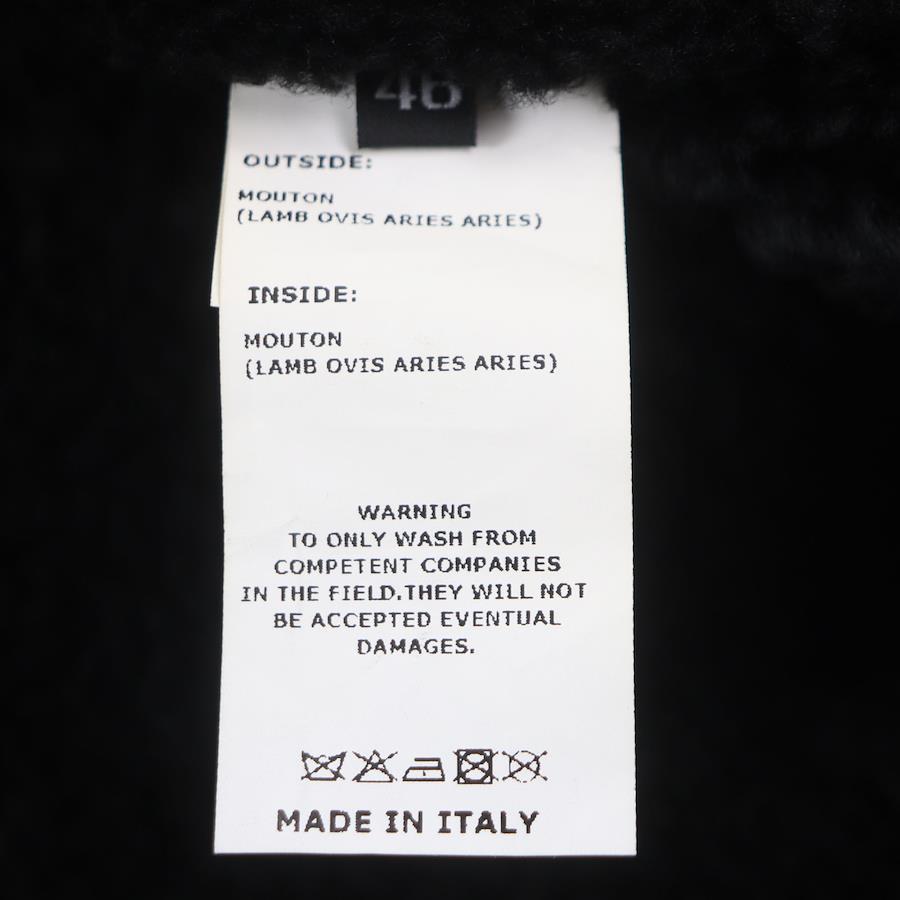 46
OUTSIDE:
MOUTON
(LAMB OVIS ARIES ARIES)
INSIDE:
MOUTON
(LAMB OVIS ARIES ARIES)
WARNING
TO ONLY WASH FROM
COMPETENT COMPANIES
IN THE FIELD.THEY WILL NOT
BE ACCEPTED EVENTUAL
DAMAGES.
MADE IN ITALY